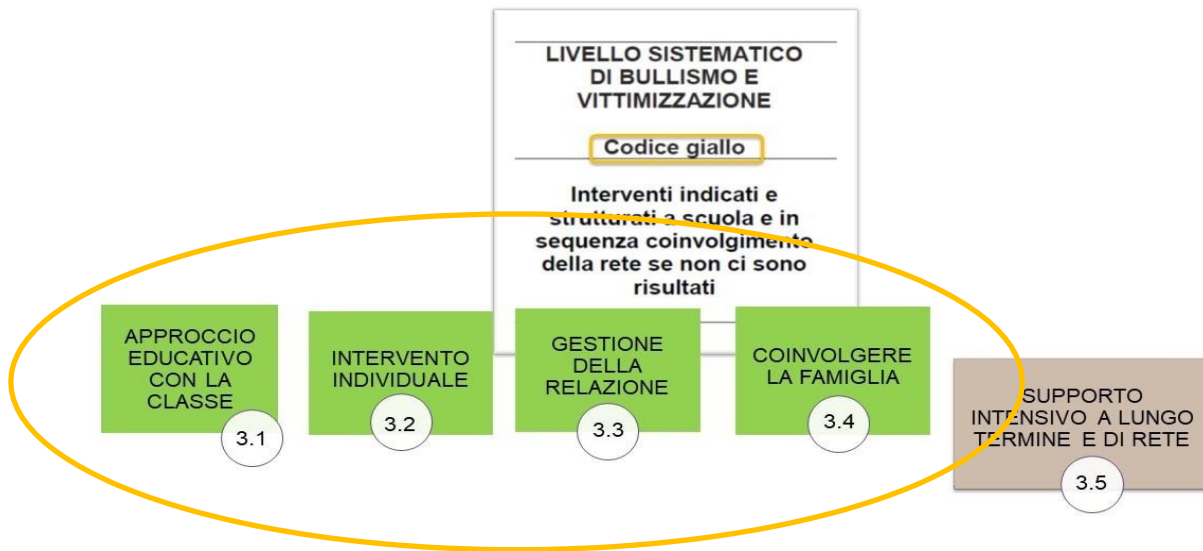 LIVELLO SISTEMATICO
DI BULLISMO E
VITTIMIZZAZIONE
Codice giallo
Interventi indicati e
strutturati a scuola e in
sequenza coinvolgimento
della rete se non ci sono
risultati
APPROCCIO
EDUCATIVO
CON LA
CLASSE
3.1
INTERVENTO
INDIVIDUALE
3.2
GESTIONE
DELLA
RELAZIONE
3.3
COINVOLGERE
LA FAMIGLIA
3.4
SUPPORTO
INTENSIVO A LUNGO
TERMINE E DI RETE
3.5